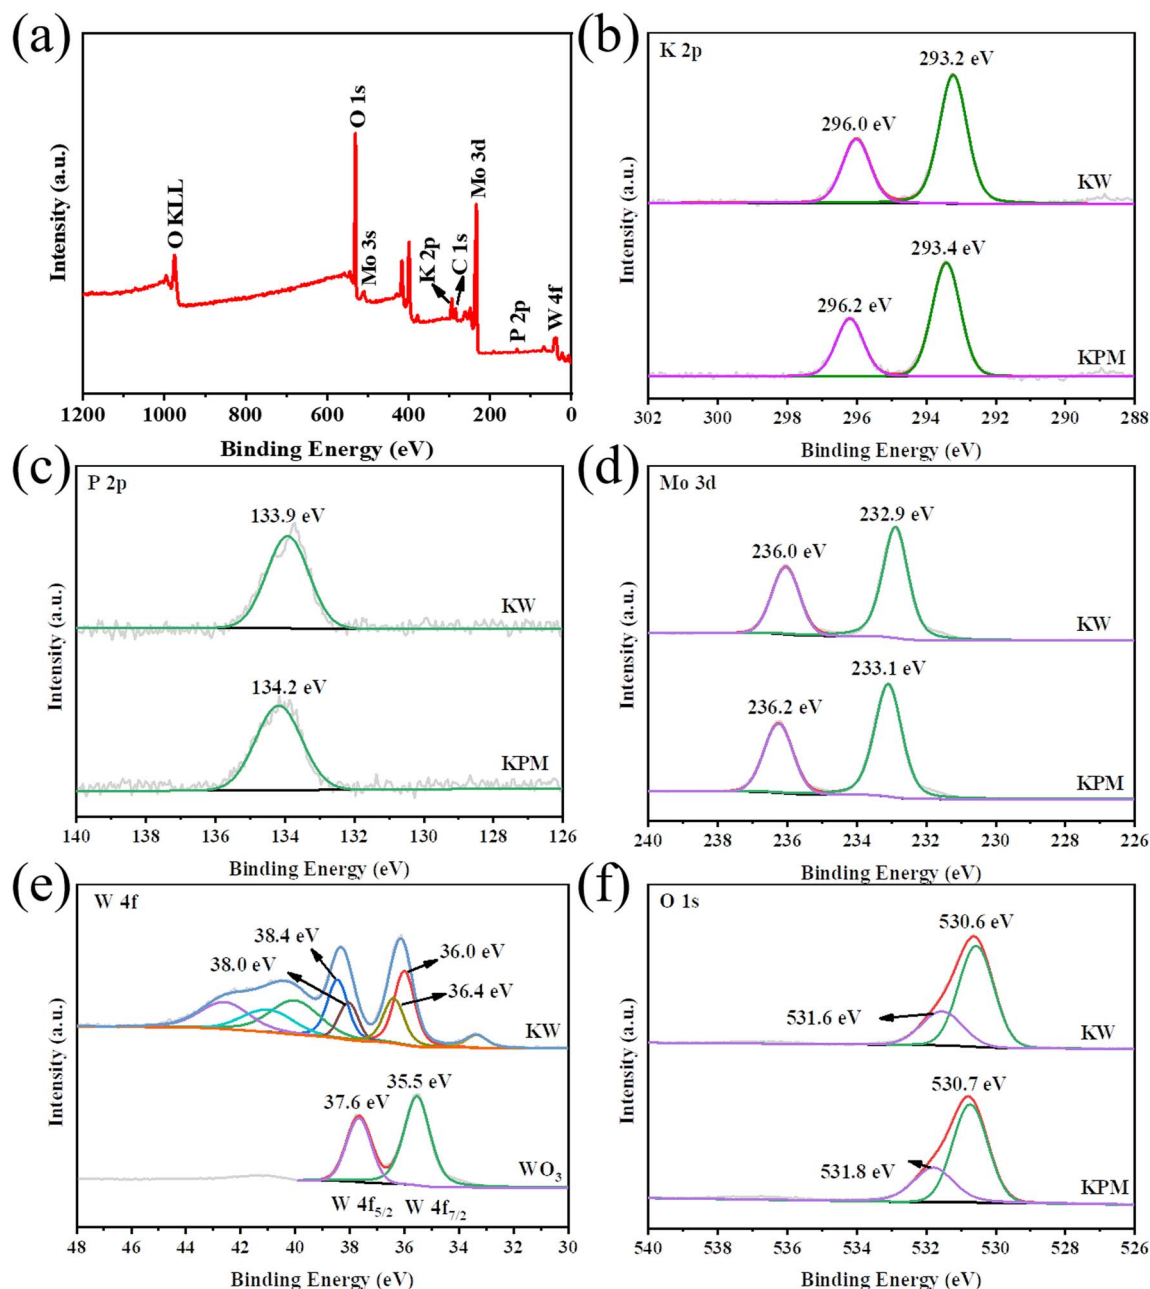 (a)
Intensity (a.u.)
O KLL
O 1s
Mo 3s
K 2p
C 1s
Mo 3d
P 2p
W 4f
1200 1000 800 600 400 200 0
Binding Energy (eV)
(b)
K 2p
Intensity (a.u.)
293.2 eV
296.0 eV
KW
293.4 eV
296.2 eV
KPM
302 300 298 296 294 292 290 288
Binding Energy (eV)
(c)
P 2p
Intensity (a.u.)
133.9 eV
KW
134.2 eV
KPM
140 138 136 134 132 130 128 126
Binding Energy (eV)
(d)
Mo 3d
Intensity (a.u.)
232.9 eV
236.0 eV
KW
233.1 eV
236.2 eV
KPM
240 238 236 234 232 230 228 226
Binding Energy (eV)
(e)
W 4f
Intensity (a.u.)
38.4 eV
38.0 eV
36.0 eV
36.4 eV
KW
35.5 eV
37.6 eV
WO₃
W 4f₅/₂ W 4f₇/₂
48 46 44 42 40 38 36 34 32 30
Binding Energy (eV)
(f)
O 1s
Intensity (a.u.)
530.6 eV
531.6 eV
KW
530.7 eV
531.8 eV
KPM
540 538 536 534 532 530 528 526
Binding Energy (eV)